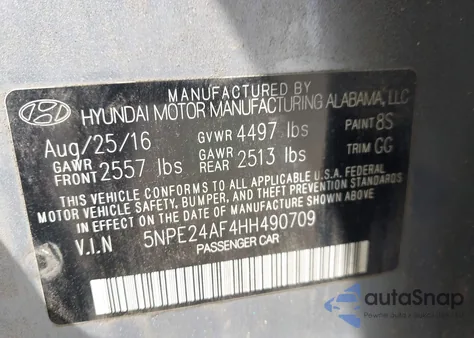 MANUFACTURED BY
HYUNDAI MOTOR MANUFACTURING ALABAMA, LLC
Aug/25/16 GVWR 4497 lbs PAINT 8S
GAWR FRONT 2557 lbs GAWR REAR 2513 lbs TRIM GG
THIS VEHICLE CONFORMS TO ALL APPLICABLE U.S.A. FEDERAL
MOTOR VEHICLE SAFETY, BUMPER, AND THEFT PREVENTION STANDARDS
IN EFFECT ON THE DATE OF MANUFACTURE SHOWN ABOVE.
V.I.N 5NPE24AF4HH490709
PASSENGER CAR
autoSnap